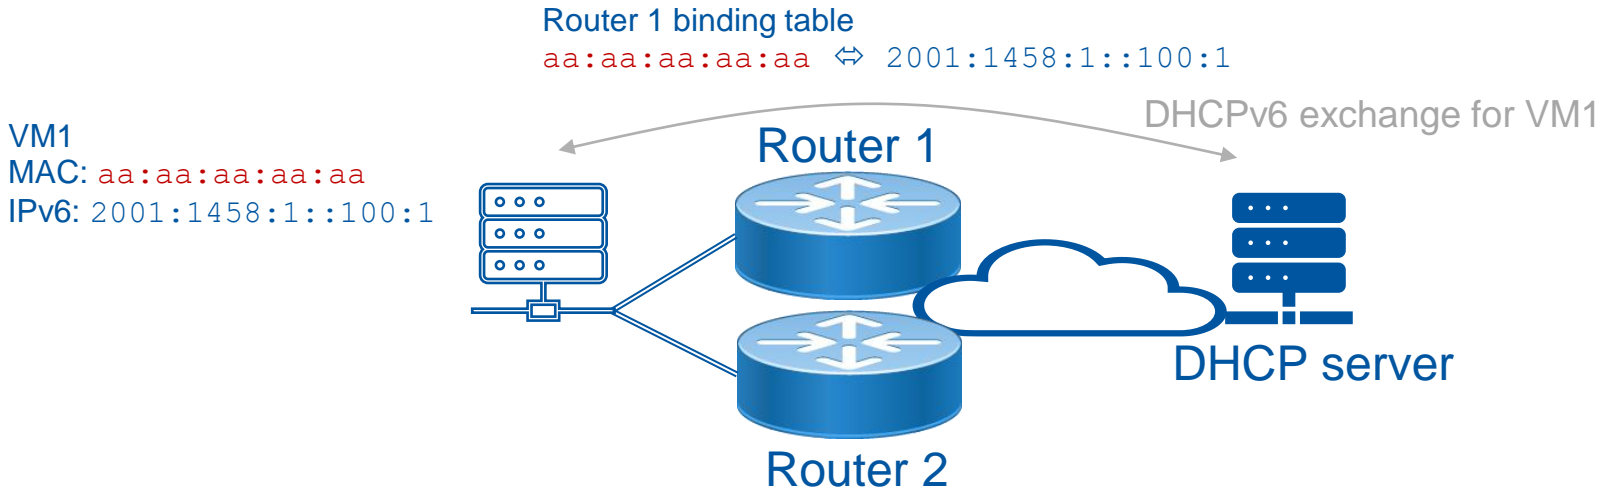 Router 1 binding table
aa:aa:aa:aa:aa ⇔ 2001:1458:1::100:1
DHCPv6 exchange for VM1
VM1
MAC: aa:aa:aa:aa:aa
IPv6: 2001:1458:1::100:1
Router 1
DHCP server
Router 2